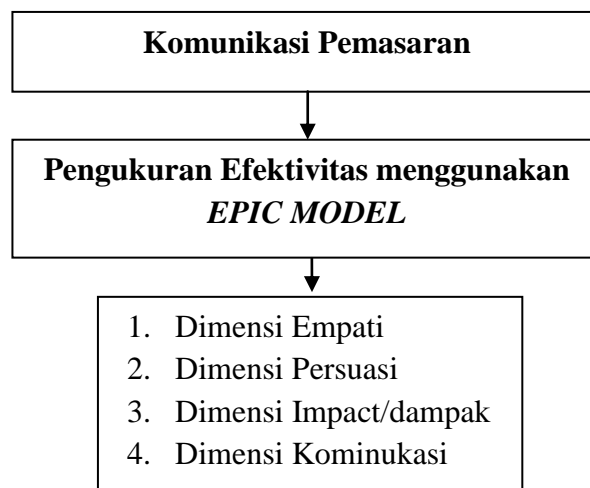 Komunikasi Pemasaran
Pengukuran Efektivitas menggunakan
EPIC MODEL
1. Dimensi Empati
2. Dimensi Persuasi
3. Dimensi Impact/dampak
4. Dimensi Kominukasi